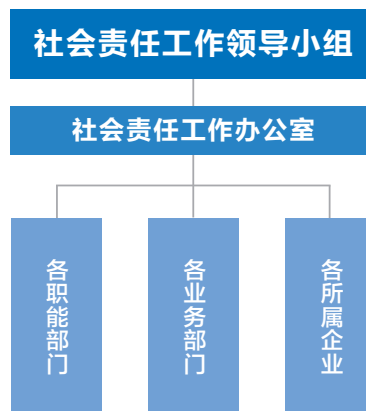 社会责任工作领导小组
社会责任工作办公室
各职能部门
各业务部门
各所属企业